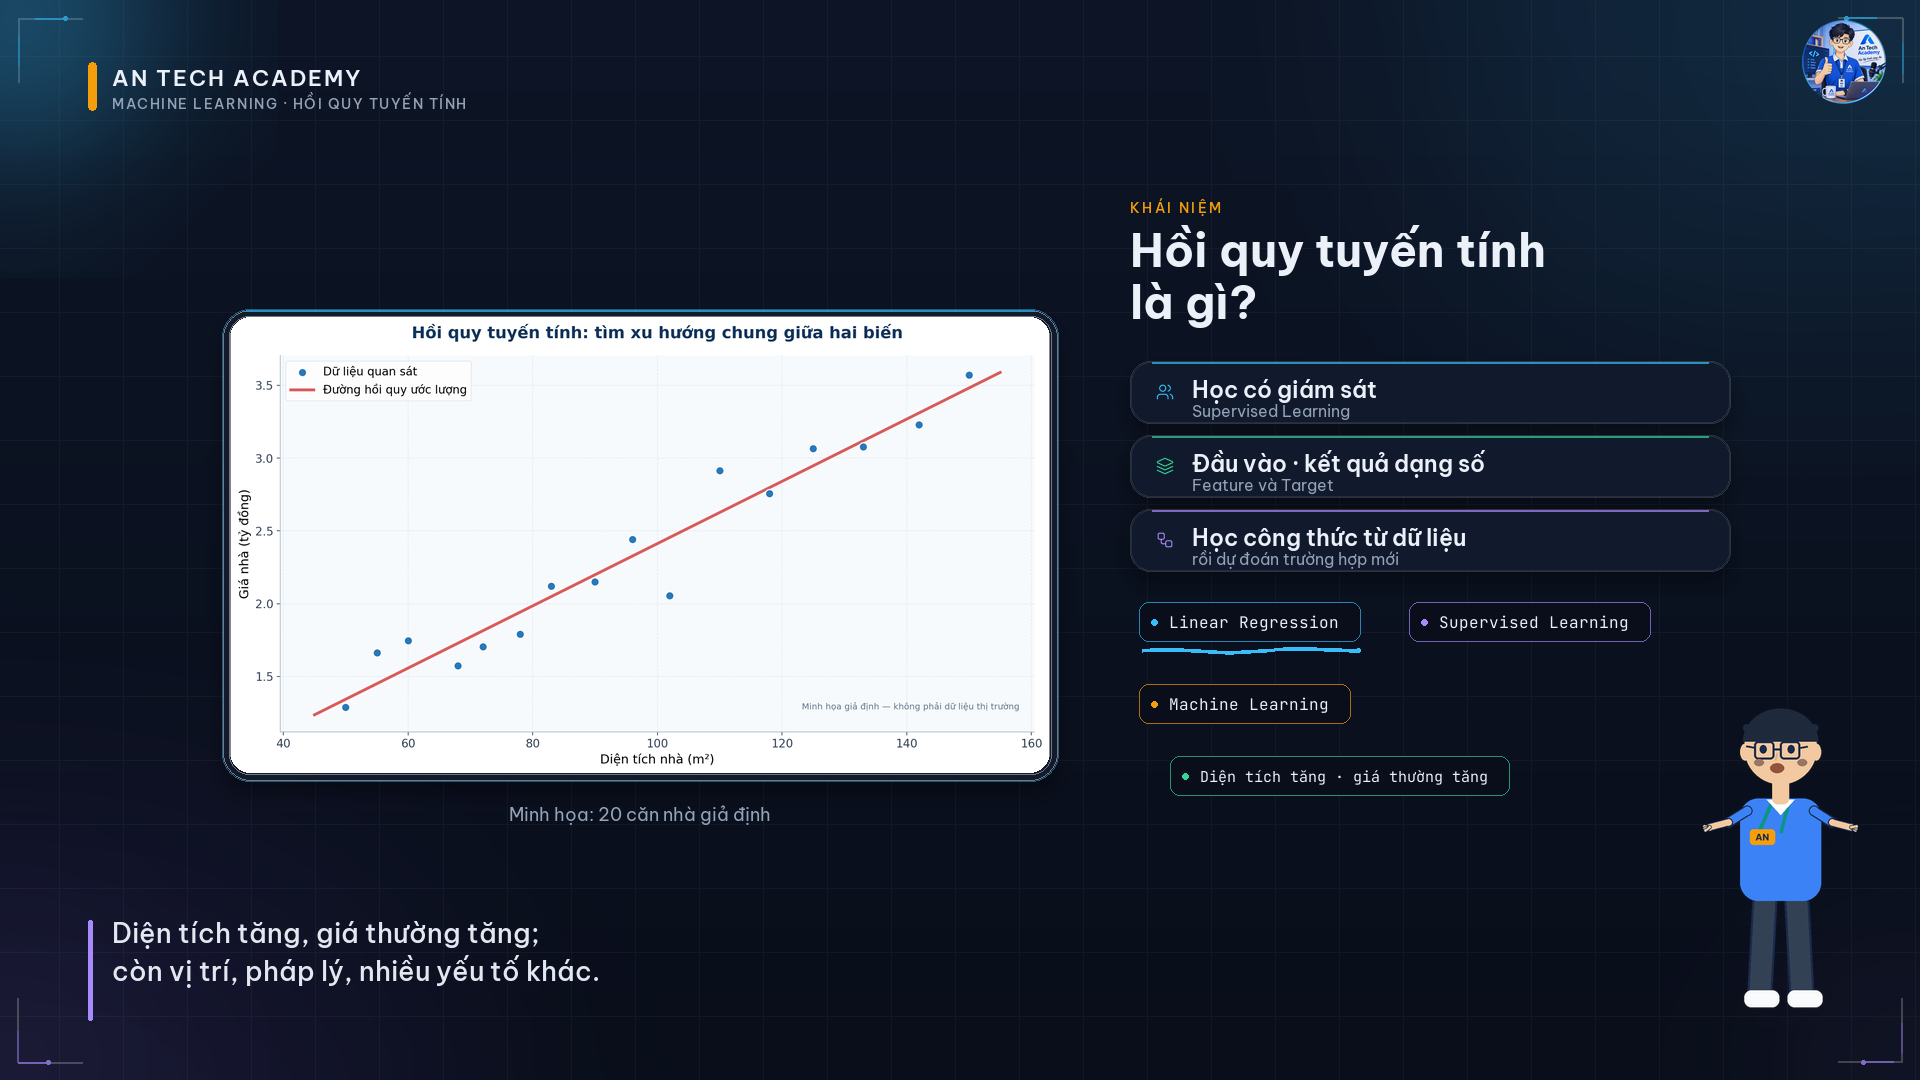 AN TECH ACADEMY
MACHINE LEARNING · HỒI QUY TUYẾN TÍNH
An Tech
Academy
Hồi quy tuyến tính: tìm xu hướng chung giữa hai biến
Dữ liệu quan sát
Đường hồi quy ước lượng
Giá nhà (tỷ đồng)
3.5
3.0
2.5
2.0
1.5
Minh họa giả định — không phải dữ liệu thị trường
40 60 80 100 120 140 160
Diện tích nhà (m²)
Minh họa: 20 căn nhà giả định
KHÁI NIỆM
Hồi quy tuyến tính
là gì?
Học có giám sát
Supervised Learning
Đầu vào · kết quả dạng số
Feature và Target
Học công thức từ dữ liệu
rồi dự đoán trường hợp mới
Linear Regression
Supervised Learning
Machine Learning
Diện tích tăng · giá thường tăng
AN
Diện tích tăng, giá thường tăng;
còn vị trí, pháp lý, nhiều yếu tố khác.